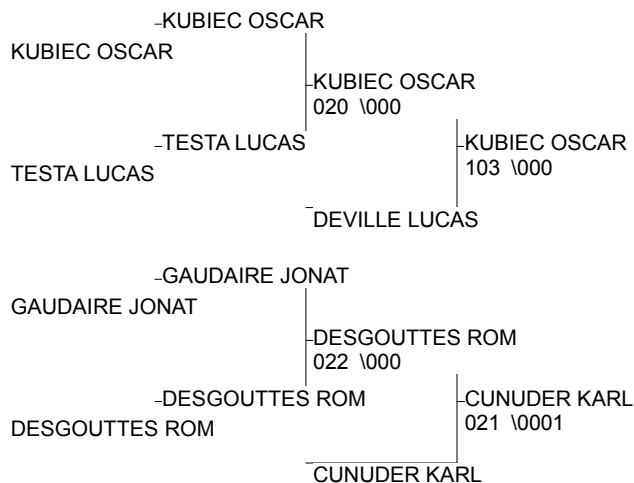 KUBIEC OSCAR
KUBIEC OSCAR
KUBIEC OSCAR
020 \000
TESTA LUCAS
KUBIEC OSCAR
TESTA LUCAS
103 \000
DEVILLE LUCAS
GAUDAIRE JONAT
GAUDAIRE JONAT
DESGOUTTES ROM
022 \000
DESGOUTTES ROM
CUNUDER KARL
DESGOUTTES ROM
021 \0001
CUNUDER KARL